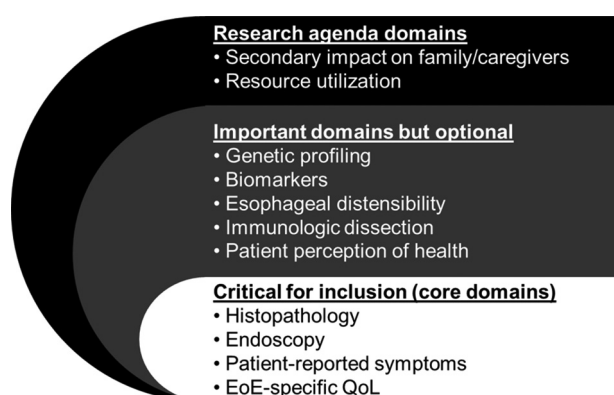 Research agenda domains
• Secondary impact on family/caregivers
• Resource utilization
Important domains but optional
• Genetic profiling
• Biomarkers
• Esophageal distensibility
• Immunologic dissection
• Patient perception of health
Critical for inclusion (core domains)
• Histopathology
• Endoscopy
• Patient-reported symptoms
• EoE-specific QoL